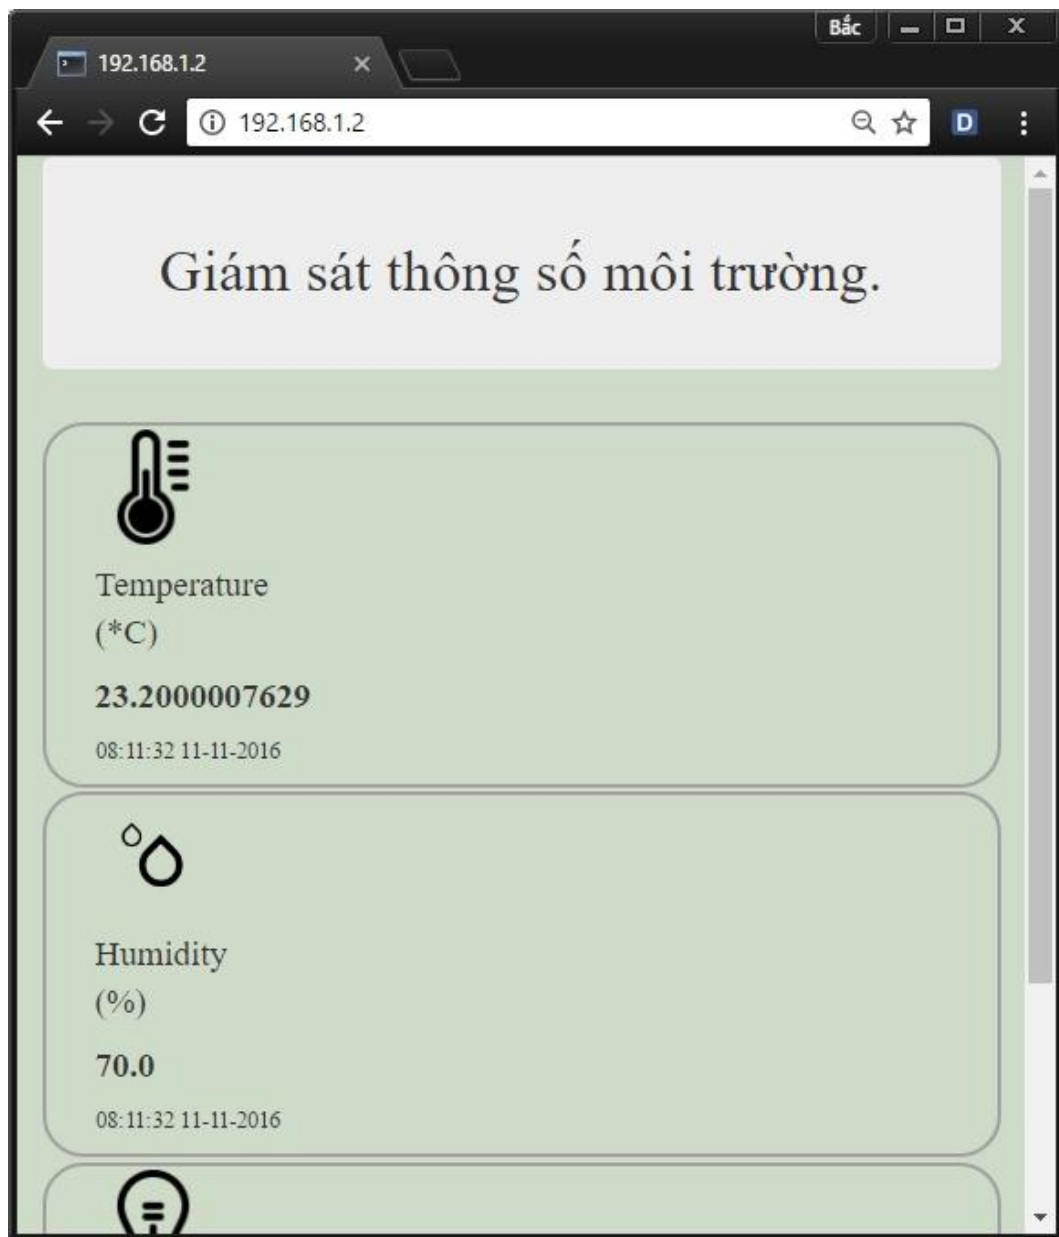 Bắc
192.168.1.2
192.168.1.2
D
Giám sát thông số môi trường.
Temperature
(*C)
23.2000007629
08:11:32 11-11-2016
Humidity
(%)
70.0
08:11:32 11-11-2016